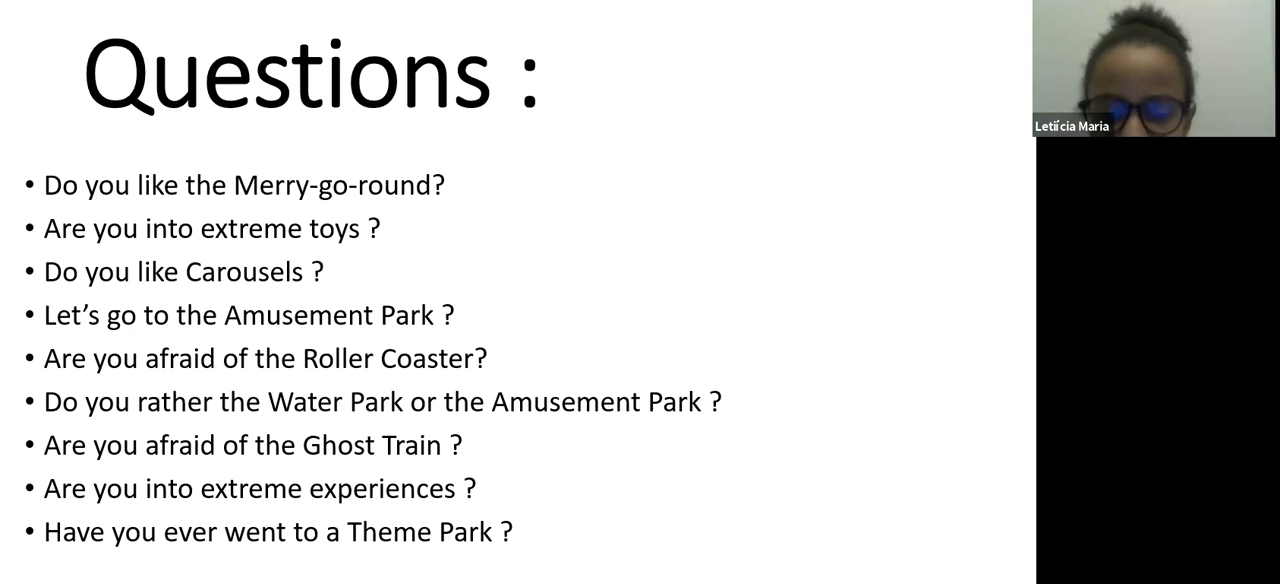 Questions :
• Do you like the Merry-go-round?
• Are you into extreme toys ?
• Do you like Carousels ?
• Let’s go to the Amusement Park ?
• Are you afraid of the Roller Coaster?
• Do you rather the Water Park or the Amusement Park ?
• Are you afraid of the Ghost Train ?
• Are you into extreme experiences ?
• Have you ever went to a Theme Park ?
Letiícia Maria